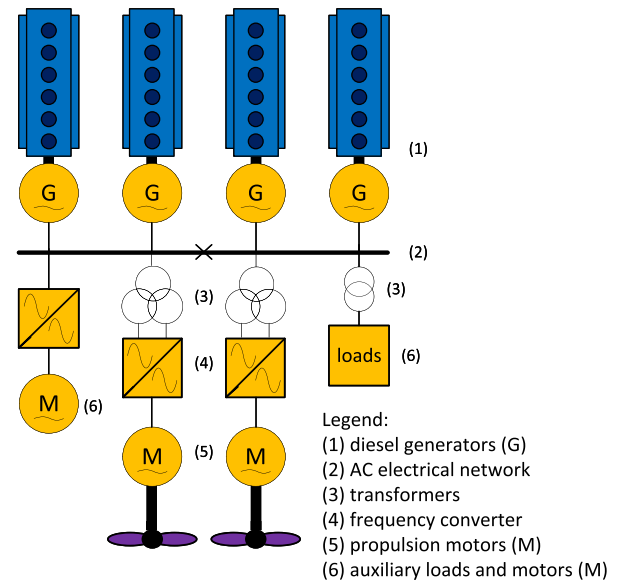 (1)
G G G G
(2)
(3) (3)
(4) loads (6)
M (6)
M (5) M
Legend:
(1) diesel generators (G)
(2) AC electrical network
(3) transformers
(4) frequency converter
(5) propulsion motors (M)
(6) auxiliary loads and motors (M)